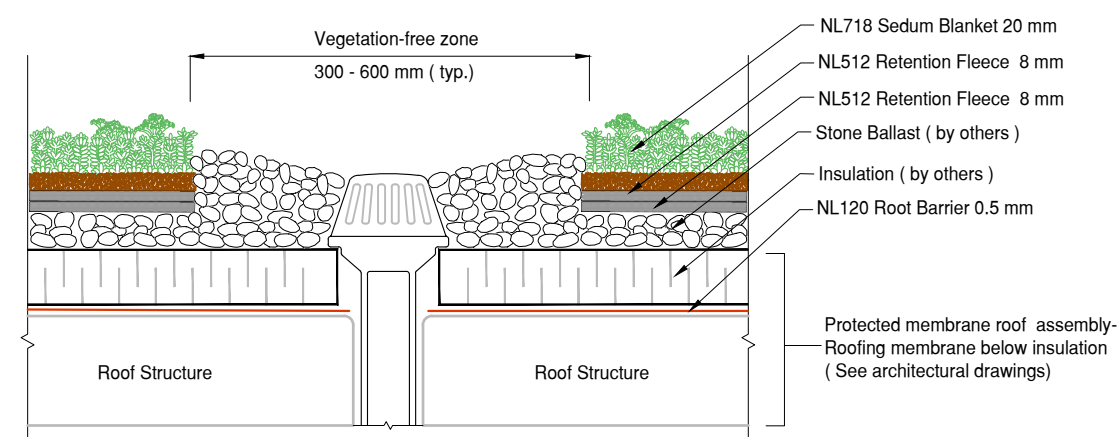 Vegetation-free zone
300 - 600 mm ( typ.)
NL718 Sedum Blanket 20 mm
NL512 Retention Fleece 8 mm
NL512 Retention Fleece 8 mm
Stone Ballast ( by others )
Insulation ( by others )
NL120 Root Barrier 0.5 mm
Protected membrane roof assembly-
Roofing membrane below insulation
( See architectural drawings)
Roof Structure
Roof Structure